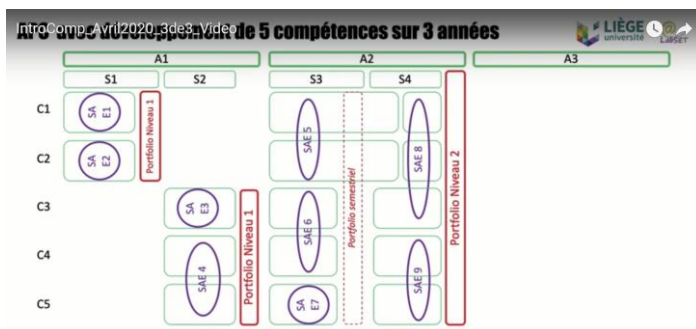 IntroComp_Avril2020_3de3_Video
de 5 compétences sur 3 années
LIÈGE
université
LabSET
A1
A2
A3
S1
S2
S3
S4
C1
C2
C3
C4
C5
SA
E1
SA
E2
Portfolio Niveau 1
SA
E3
SAE 4
Portfolio Niveau 1
SAE 5
SAE 6
SA
E7
Portfolio semestriel
SAE 8
SAE 9
Portfolio Niveau 2